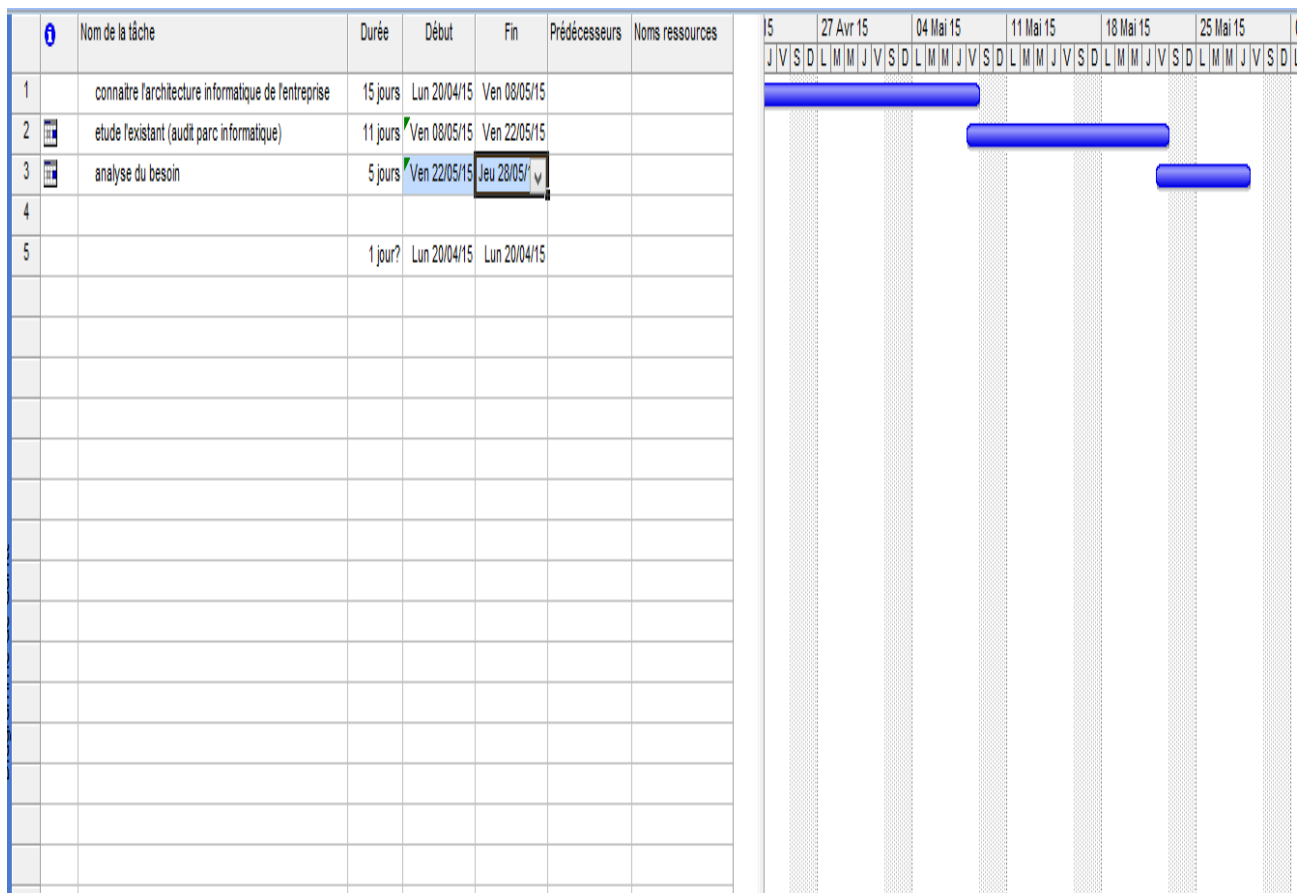 Nom de la tâche Durée Début Fin Prédécesseurs Noms ressources
15 27 Avr 15 04 Mai 15 11 Mai 15 18 Mai 15 25 Mai 15
J V S D L M M J V S D L M M J V S D L M M J V S D L M M J V S D L M M J V S D L
1 connaitre l'architecture informatique de l'entreprise 15 jours Lun 20/04/15 Ven 08/05/15
2 etude l'existant (audit parc informatique) 11 jours Ven 08/05/15 Ven 22/05/15
3 analyse du besoin 5 jours Ven 22/05/15 Jeu 28/05/
4
5 1 jour? Lun 20/04/15 Lun 20/04/15